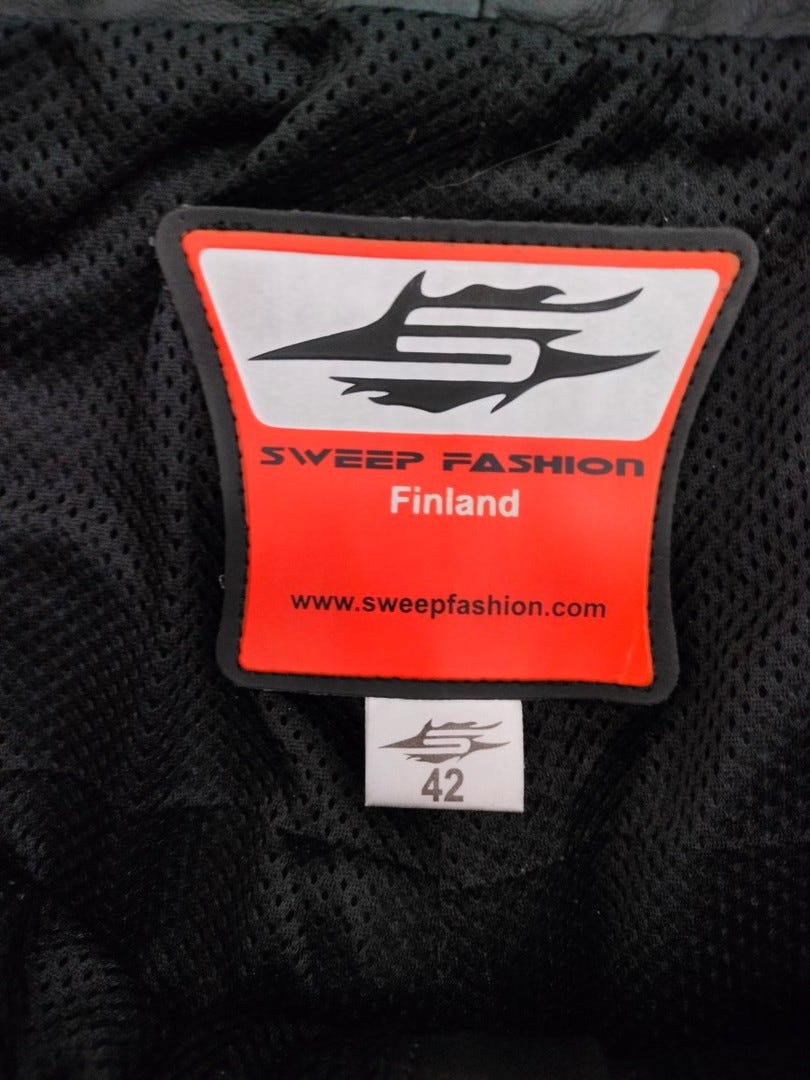 S
SWEEP FASHION
Finland
www.sweepfashion.com
S
42